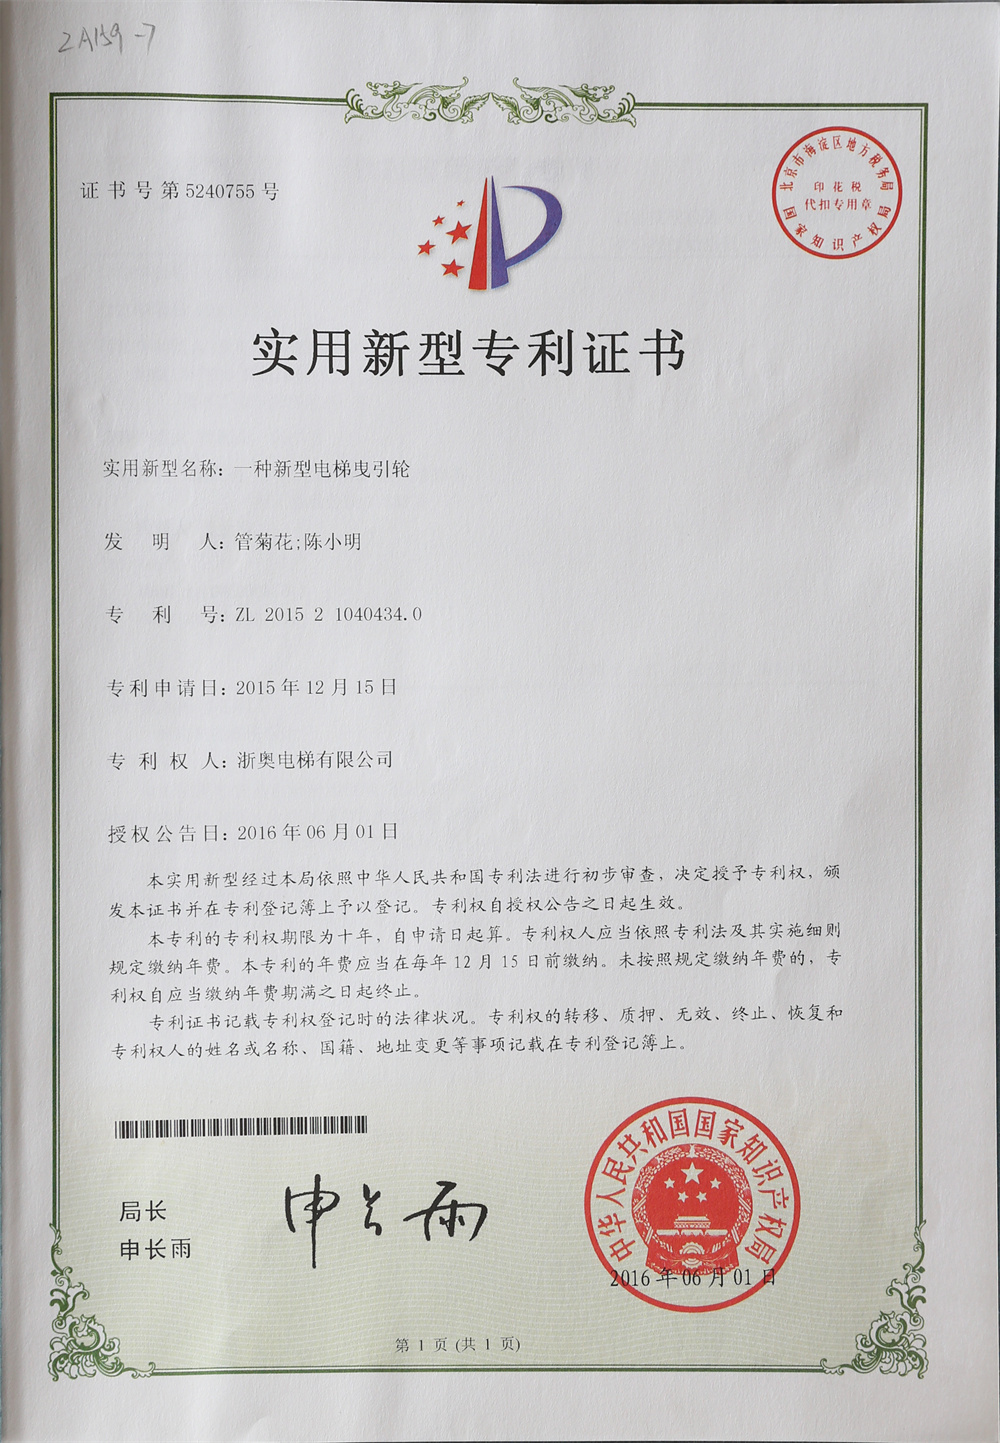 ZA159-7
证书号第5240755号
北京市海淀区地方税务局
印花税
代扣专用章
国家知识产权局
实用新型专利证书
实用新型名称：一种新型电梯曳引轮
发明人：管菊花;陈小明
专利号：ZL 2015 2 1040434.0
专利申请日：2015年12月15日
专利权人：浙奥电梯有限公司
授权公告日：2016年06月01日
本实用新型经过本局依照中华人民共和国专利法进行初步审查，决定授予专利权，颁
发本证书并在专利登记簿上予以登记。专利权自授权公告之日起生效。
本专利的专利权期限为十年，自申请日起算。专利权人应当依照专利法及其实施细则
规定缴纳年费。本专利的年费应当在每年12月15日前缴纳。未按照规定缴纳年费的，专
利权自应当缴纳年费期满之日起终止。
专利证书记载专利权登记时的法律状况。专利权的转移、质押、无效、终止、恢复和
专利权人的姓名或名称、国籍、地址变更等事项记载在专利登记簿上。
局长
申长雨
申长雨
中华人民共和国国家知识产权局
2016年06月01日
第 1 页 (共 1 页)